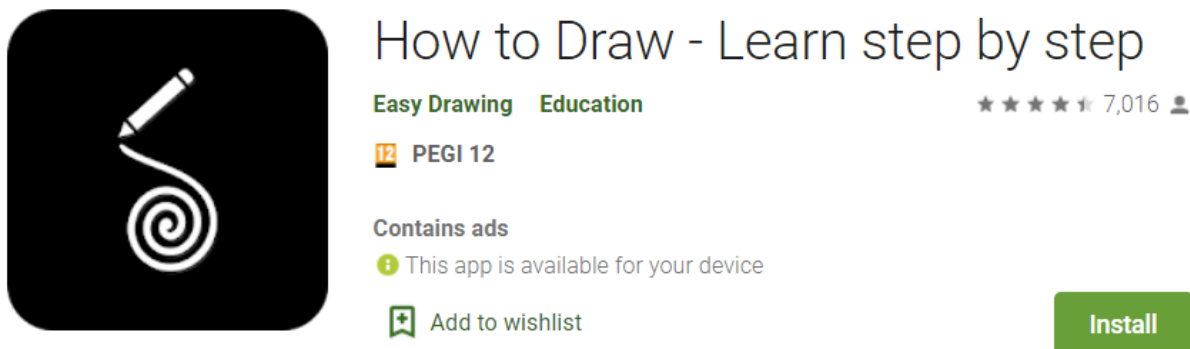 How to Draw - Learn step by step
Easy Drawing Education 7,016
12 PEGI 12
Contains ads
This app is available for your device
Add to wishlist
Install